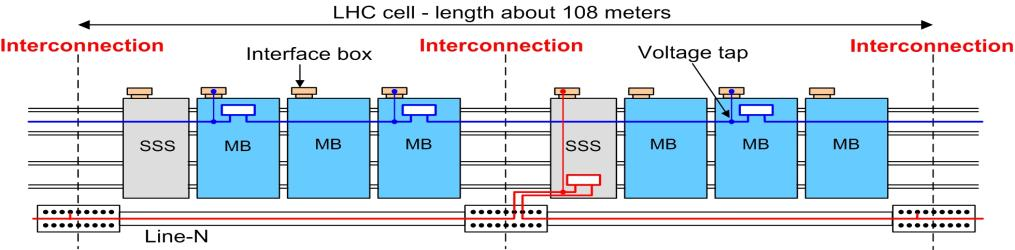 LHC cell - length about 108 meters
Interconnection
Interface box
Interconnection
Voltage tap
Interconnection
SSS
MB
MB
MB
SSS
MB
MB
MB
Line-N